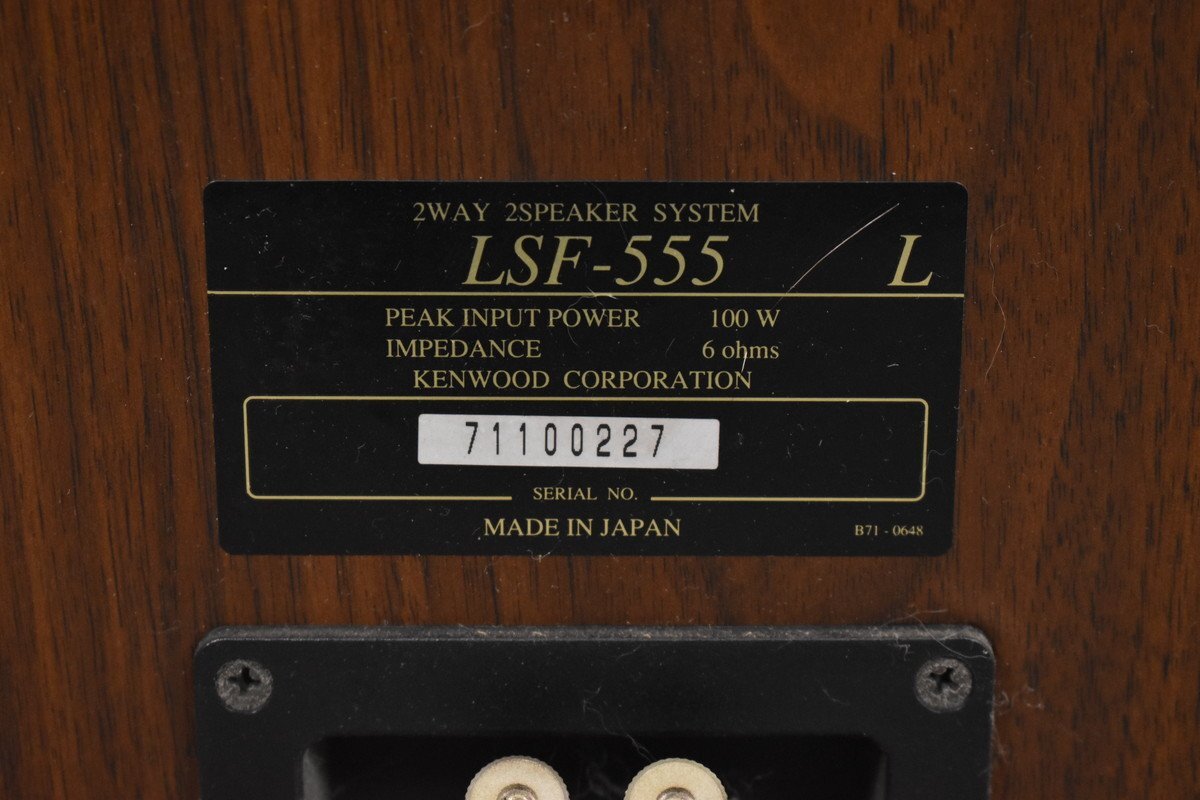 2WAY 2SPEAKER SYSTEM
LSF-555 L
PEAK INPUT POWER 100 W
IMPEDANCE 6 ohms
KENWOOD CORPORATION
71100227
SERIAL NO.
MADE IN JAPAN
B71-0648